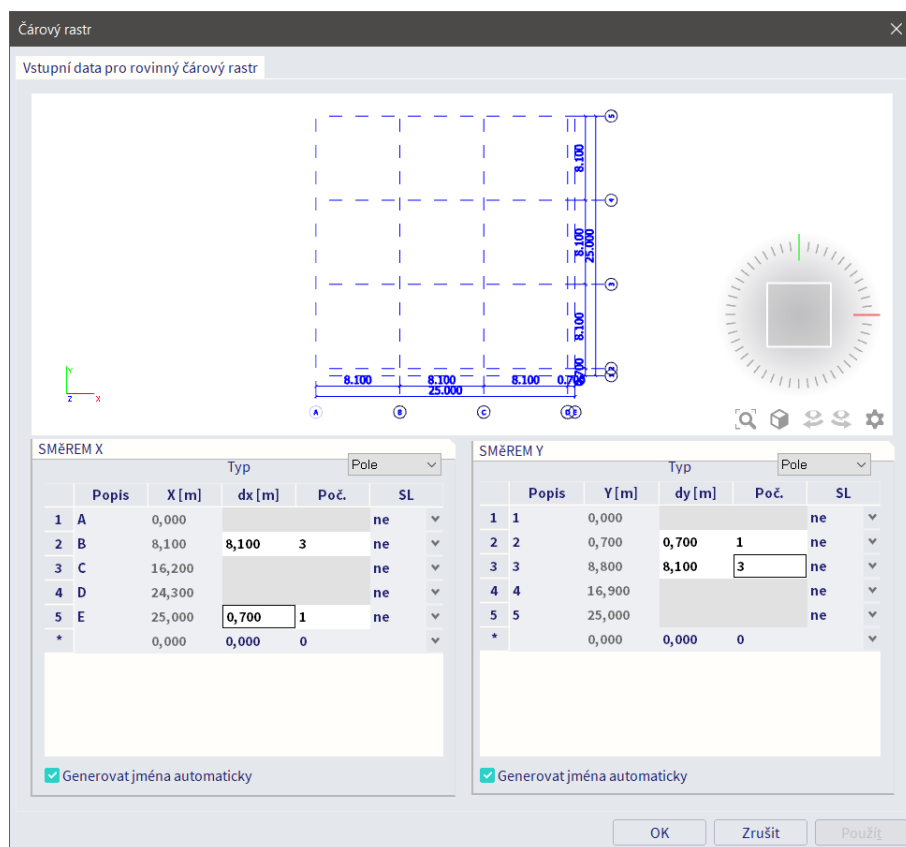 Čárový rastr
Vstupní data pro rovinný čárový rastr
5
8.100
4
8.100
25.000
3
8.100
0.700
2
1
8.100 8.100 8.100 0.700
25.000
A B C D E
Y
Z X
SMĚREM X
Typ Pole
Popis X [m] dx [m] Poč. SL
1 A 0,000 ne
2 B 8,100 8,100 3 ne
3 C 16,200 ne
4 D 24,300 ne
5 E 25,000 0,700 1 ne
* 0,000 0,000 0
Generovat jména automaticky
SMĚREM Y
Typ Pole
Popis Y [m] dy [m] Poč. SL
1 1 0,000 ne
2 2 0,700 0,700 1 ne
3 3 8,800 8,100 3 ne
4 4 16,900 ne
5 5 25,000 ne
* 0,000 0,000 0
Generovat jména automaticky
OK Zrušit Použít